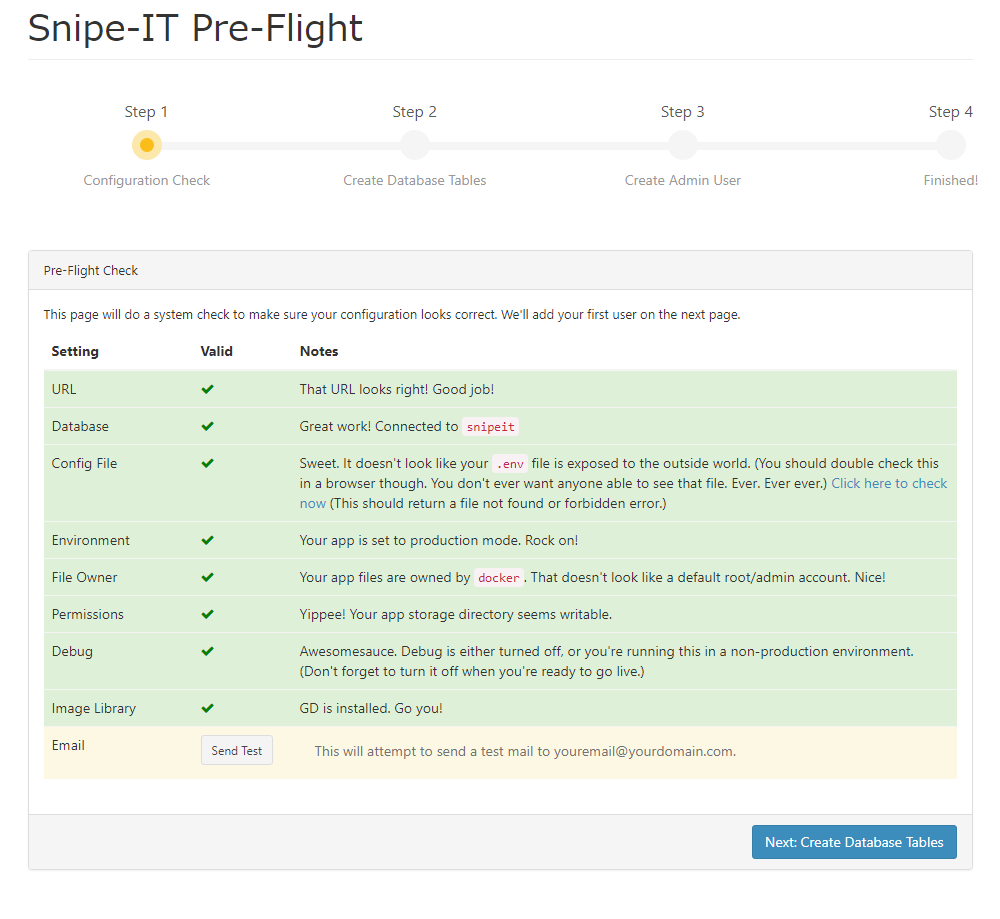 Snipe-IT Pre-Flight
Step 1
Step 2
Step 3
Step 4
Configuration Check
Create Database Tables
Create Admin User
Finished!
Pre-Flight Check
This page will do a system check to make sure your configuration looks correct. We'll add your first user on the next page.
Setting Valid Notes
URL That URL looks right! Good job!
Database Great work! Connected to snipeit
Config File Sweet. It doesn't look like your .env file is exposed to the outside world. (You should double check this
in a browser though. You don't ever want anyone able to see that file. Ever. Ever ever.) Click here to check
now (This should return a file not found or forbidden error.)
Environment Your app is set to production mode. Rock on!
File Owner Your app files are owned by docker. That doesn't look like a default root/admin account. Nice!
Permissions Yippee! Your app storage directory seems writable.
Debug Awesomesauce. Debug is either turned off, or you're running this in a non-production environment.
(Don't forget to turn it off when you're ready to go live.)
Image Library GD is installed. Go you!
Email Send Test This will attempt to send a test mail to youremail@yourdomain.com.
Next: Create Database Tables